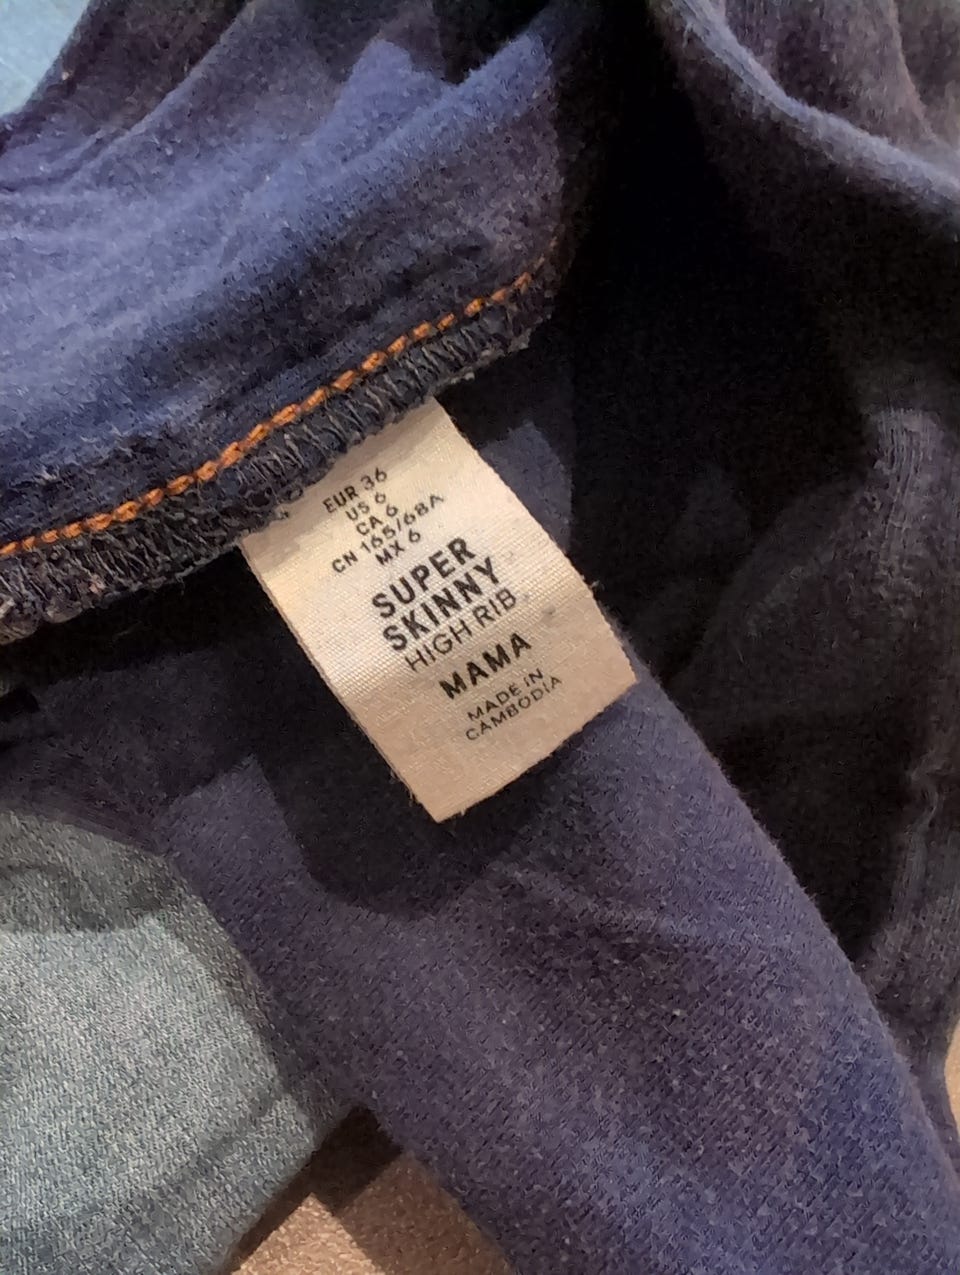 EUR 36
US 6
CA 6
CN 165/68A
MX 6
SUPER
SKINNY
HIGH RIB
MAMA
MADE IN
CAMBODIA